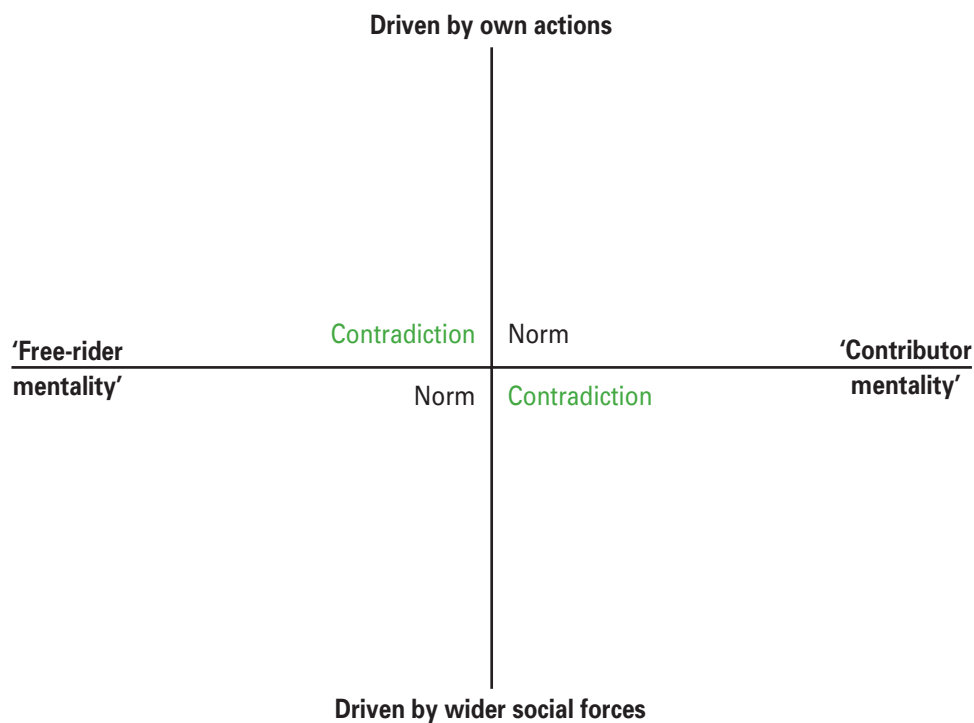 Driven by own actions
Contradiction
Norm
‘Free-rider
mentality’
‘Contributor
mentality’
Norm
Contradiction
Driven by wider social forces